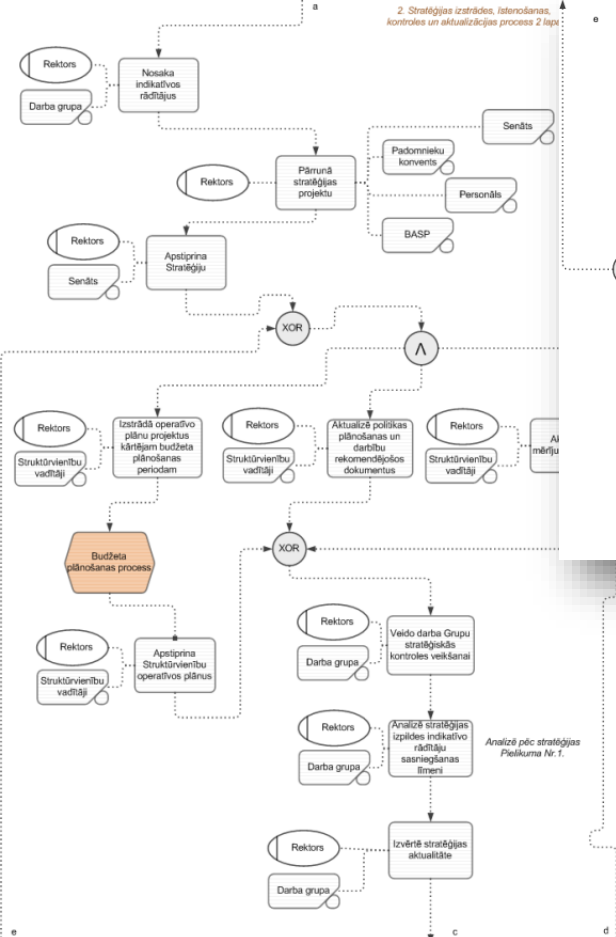 a
2. Stratēģijas izstrādes, īstenošanas,
kontroles un aktualizācijas process 2 lapa
e
Rektors
Darba grupa
Nosaka
indikatīvos
rādītājus
Senāts
Padomnieku
konvents
Rektors
Pārrunā
stratēģijas
projektu
Personāls
BASP
Rektors
Senāts
Apstiprina
Stratēģiju
XOR
Λ
Rektors
Struktūrvienību
vadītāji
Izstrādā operatīvo
plānu projektus
kārtējam budžeta
plānošanas
periodam
Rektors
Struktūrvienību
vadītāji
Aktualizē politikas
plānošanas un
darbību
rekomendējošos
dokumentus
Rektors
Struktūrvienību
vadītāji
Budžeta
plānošanas process
XOR
Rektors
Struktūrvienību
vadītāji
Apstiprina
Struktūrvienību
operatīvos plānus
Rektors
Darba grupa
Veido darba Grupu
stratēģiskās
kontroles veikšanai
Rektors
Darba grupa
Analizē stratēģijas
izpildes indikatīvo
rādītāju
sasniegšanas
līmeni
Analizē pēc stratēģijas
Pielikuma Nr.1.
Rektors
Darba grupa
Izvērtē stratēģijas
aktualitāte
e
c
d